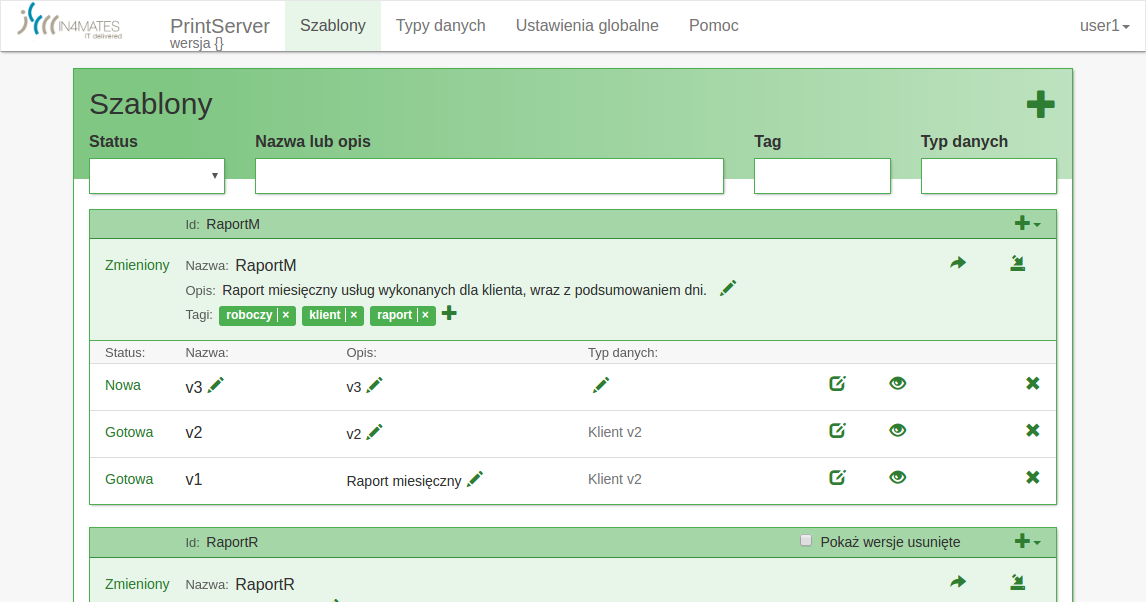 IN4MATES
IT delivered
PrintServer
wersja {}
Szablony Typy danych Ustawienia globalne Pomoc user1
Szablony
Status Nazwa lub opis Tag Typ danych
Id: RaportM
Zmieniony Nazwa: RaportM
Opis: Raport miesięczny usług wykonanych dla klienta, wraz z podsumowaniem dni.
Tagi: roboczy × klient × raport ×
Status: Nazwa: Opis: Typ danych:
Nowa v3 v3
Gotowa v2 v2 Klient v2
Gotowa v1 Raport miesięczny Klient v2
Id: RaportR Pokaż wersje usunięte
Zmieniony Nazwa: RaportR